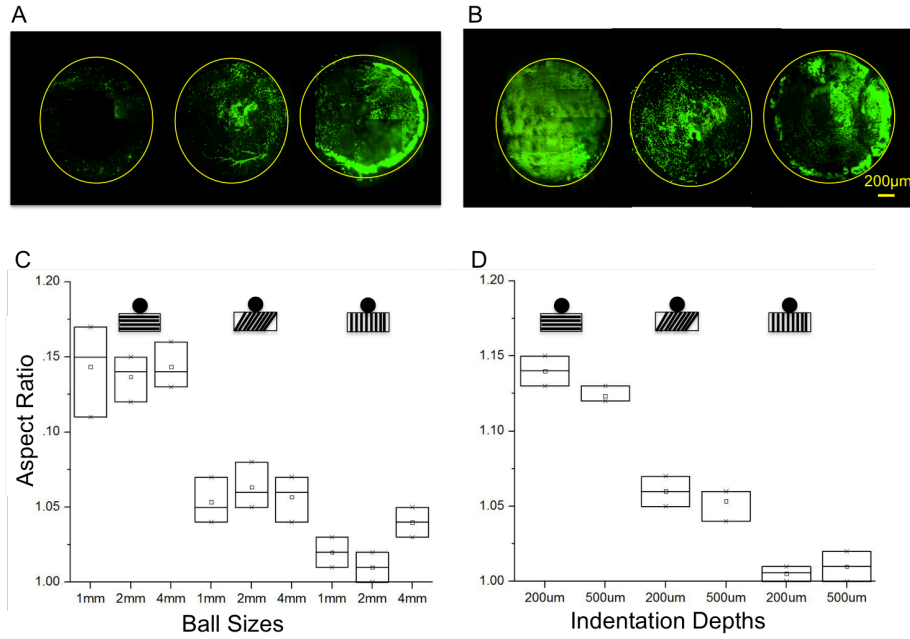 A
B
200μm
C
D
1.20
.15
.10
1.05
1.00
Aspect Ratio
1mm 2mm 4mm 1mm 2mm 4mm 1mm 2mm 4mm
Ball Sizes
1.20
1.15
1.10
1.05
1.00
200um 500um 200um 500um 200um 500um
Indentation Depths